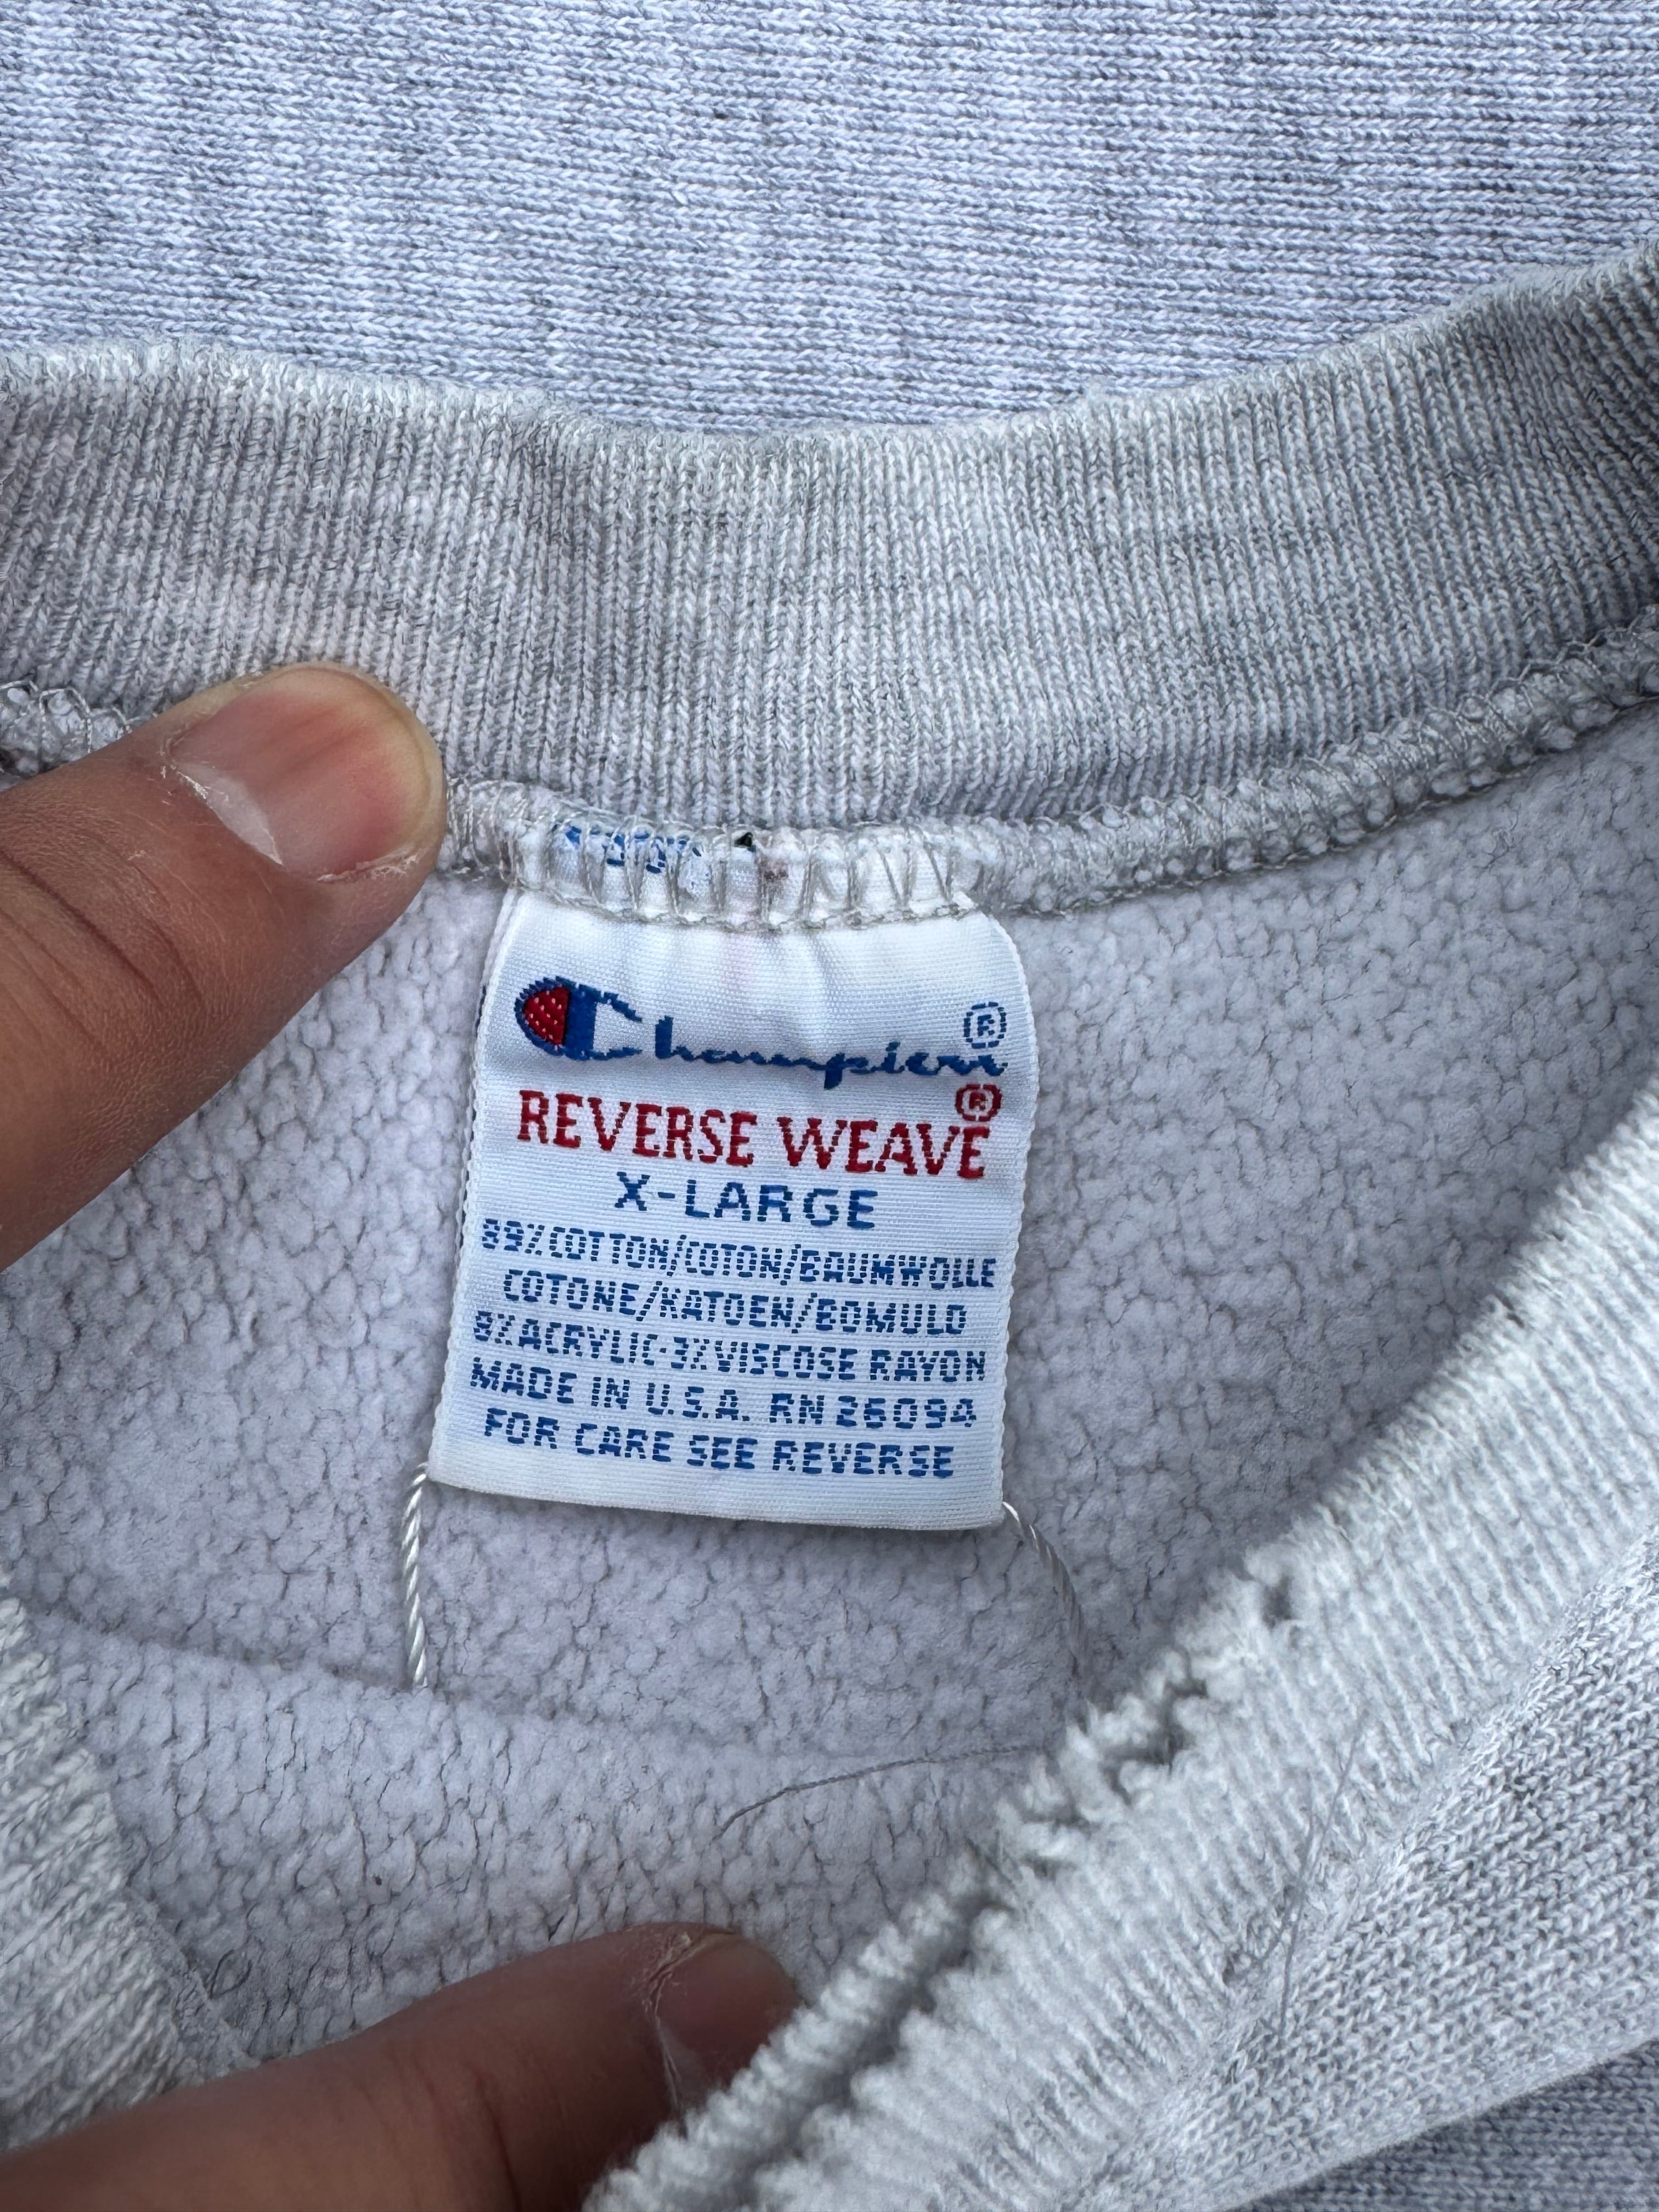 Champion®
REVERSE WEAVE®
X-LARGE
89% COTTON/COTON/BAUMWOLLE
COTONE/KATOEN/BOMULD
8% ACRYLIC-3% VISCOSE RAYON
MADE IN U.S.A. RN 26094
FOR CARE SEE REVERSE